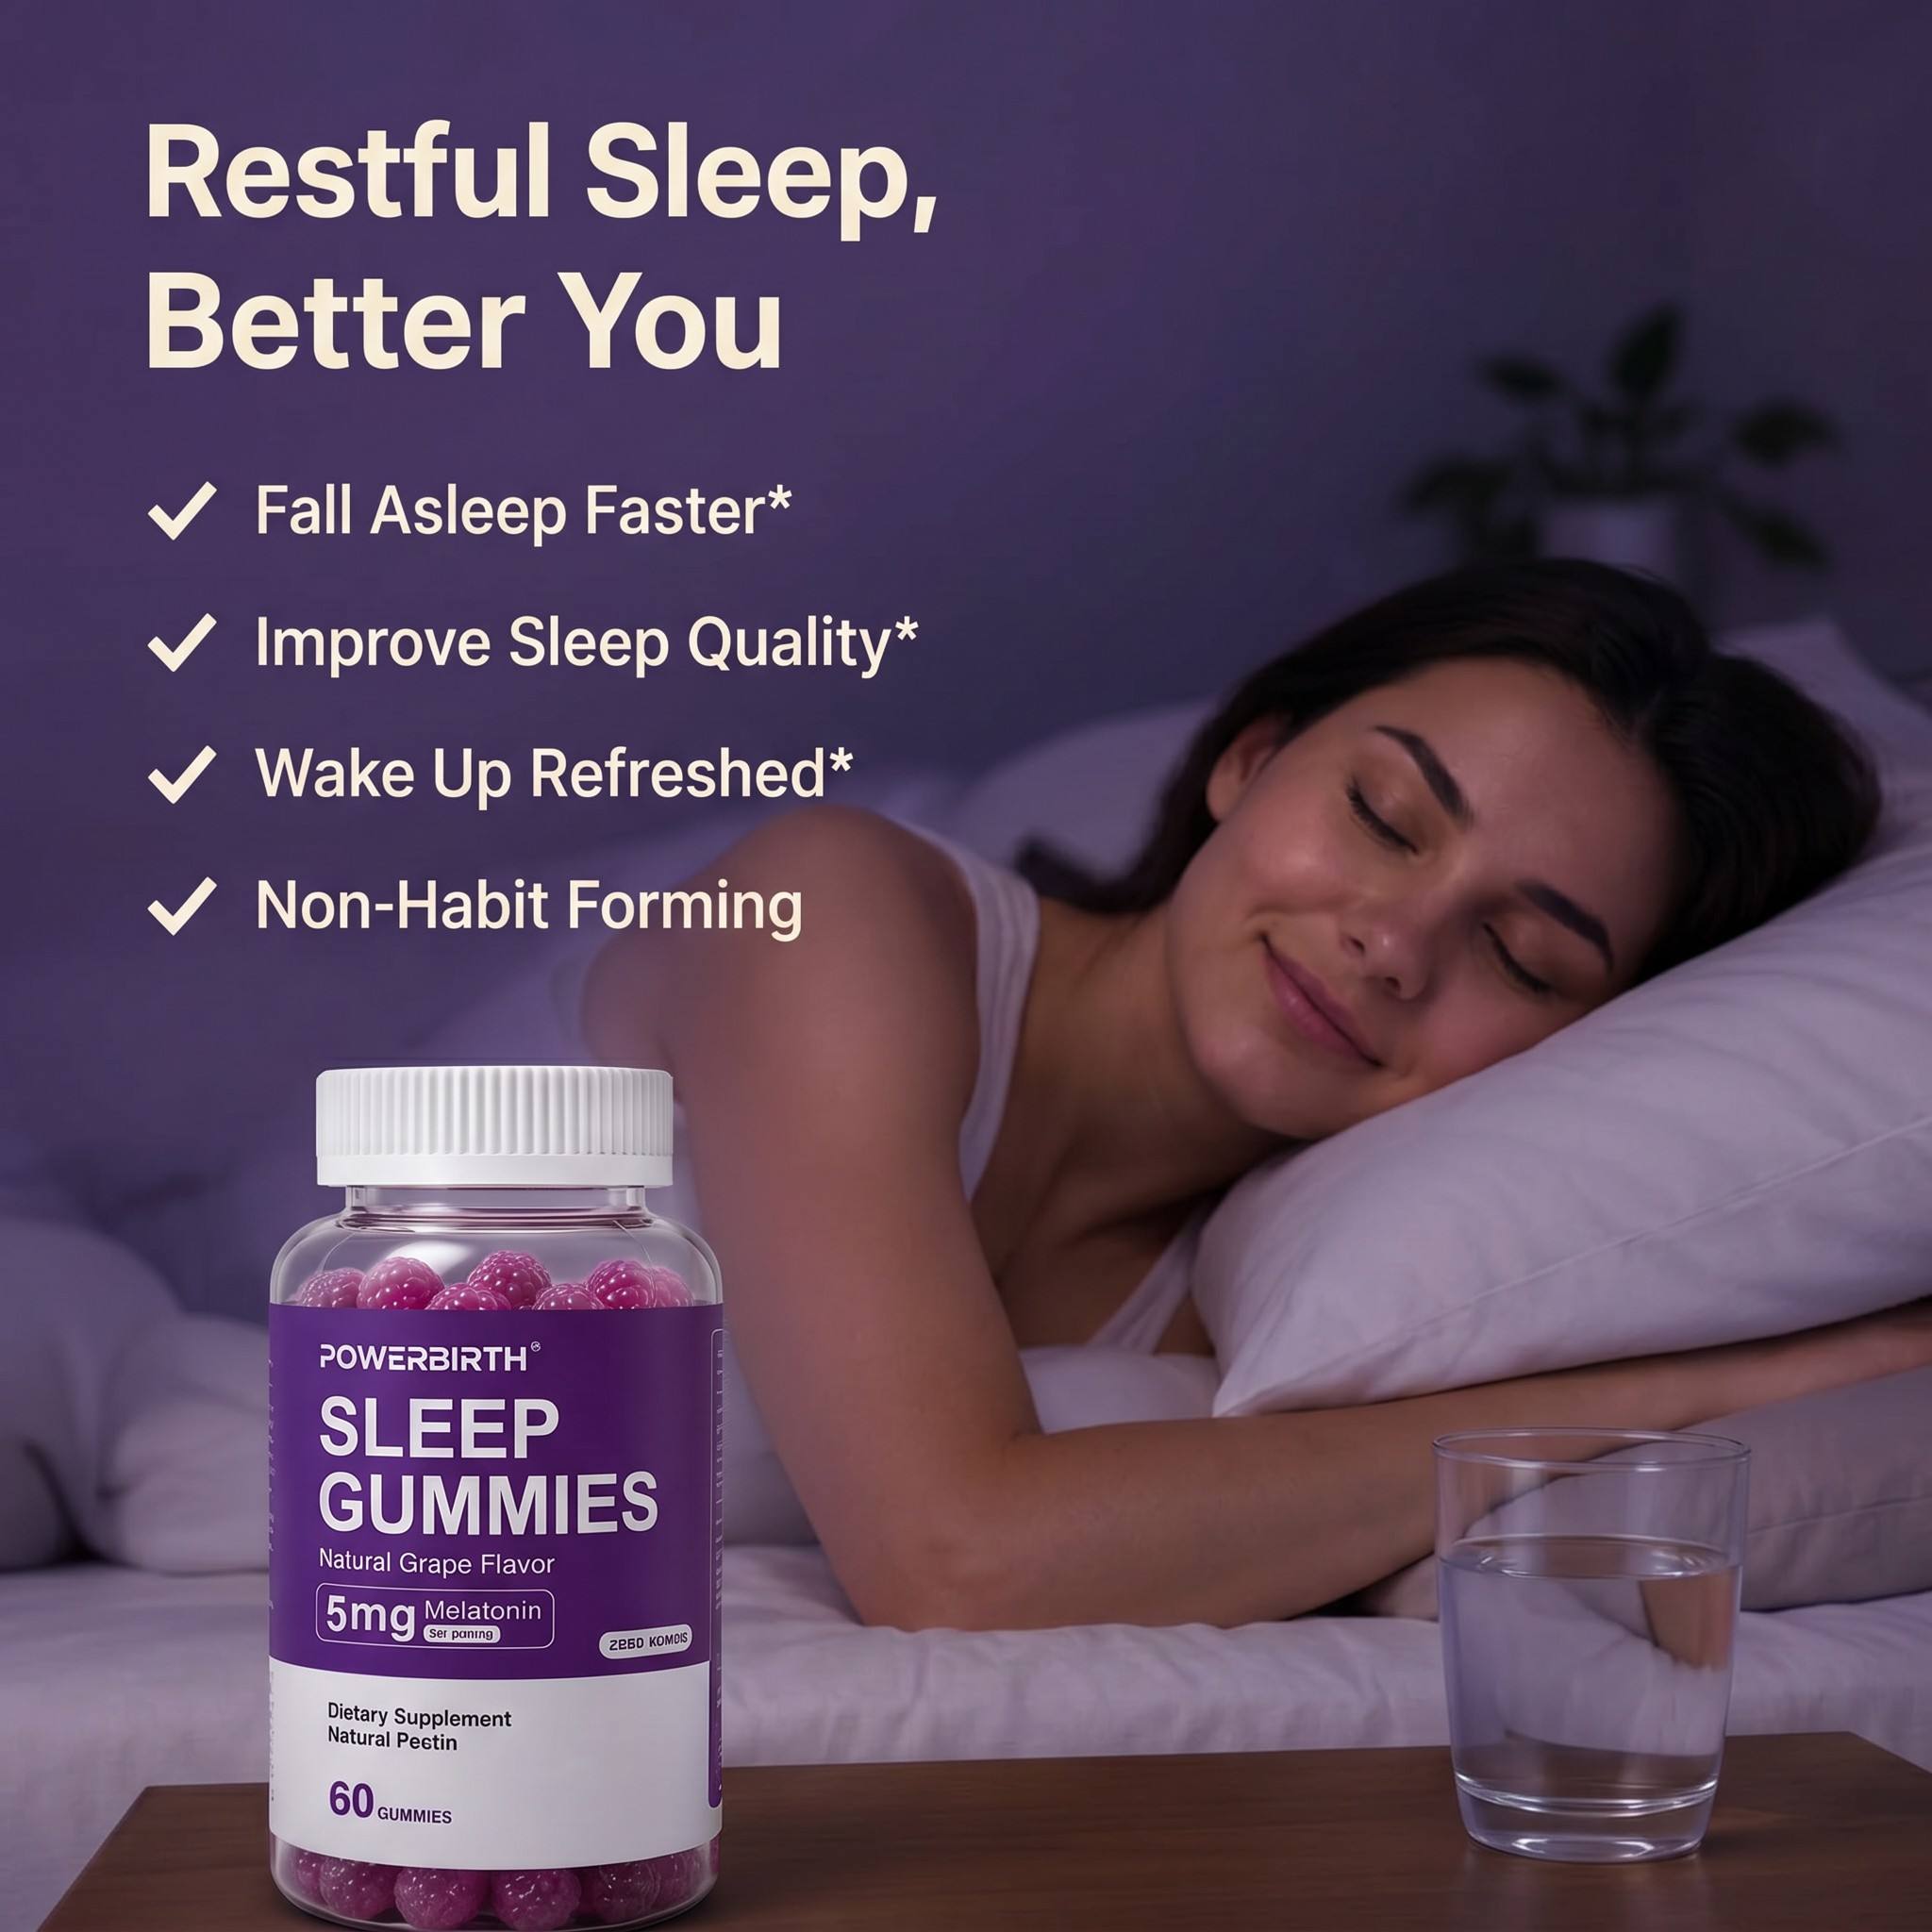 Restful Sleep,
Better You
Fall Asleep Faster*
Improve Sleep Quality*
Wake Up Refreshed*
Non-Habit Forming
POWERBIRTH
SLEEP
GUMMIES
Natural Grape Flavor
5mg Melatonin
Dietary Supplement
Natural Pectin
60 GUMMIES